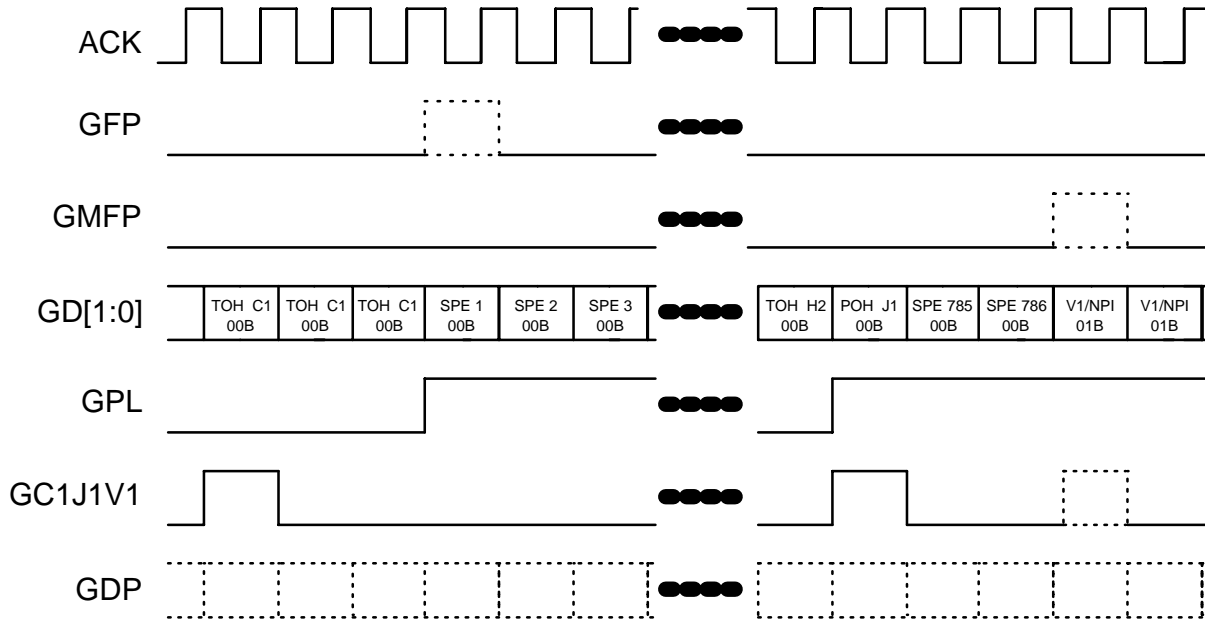 ACK
GFP
GMFP
GD[1:0]
TOH C1 TOH C1 TOH C1 SPE 1 SPE 2 SPE 3 TOH H2 POH J1 SPE 785 SPE 786 V1/NPI V1/NPI
00B 00B 00B 00B 00B 00B 00B 00B 00B 00B 01B 01B
GPL
GC1J1V1
GDP